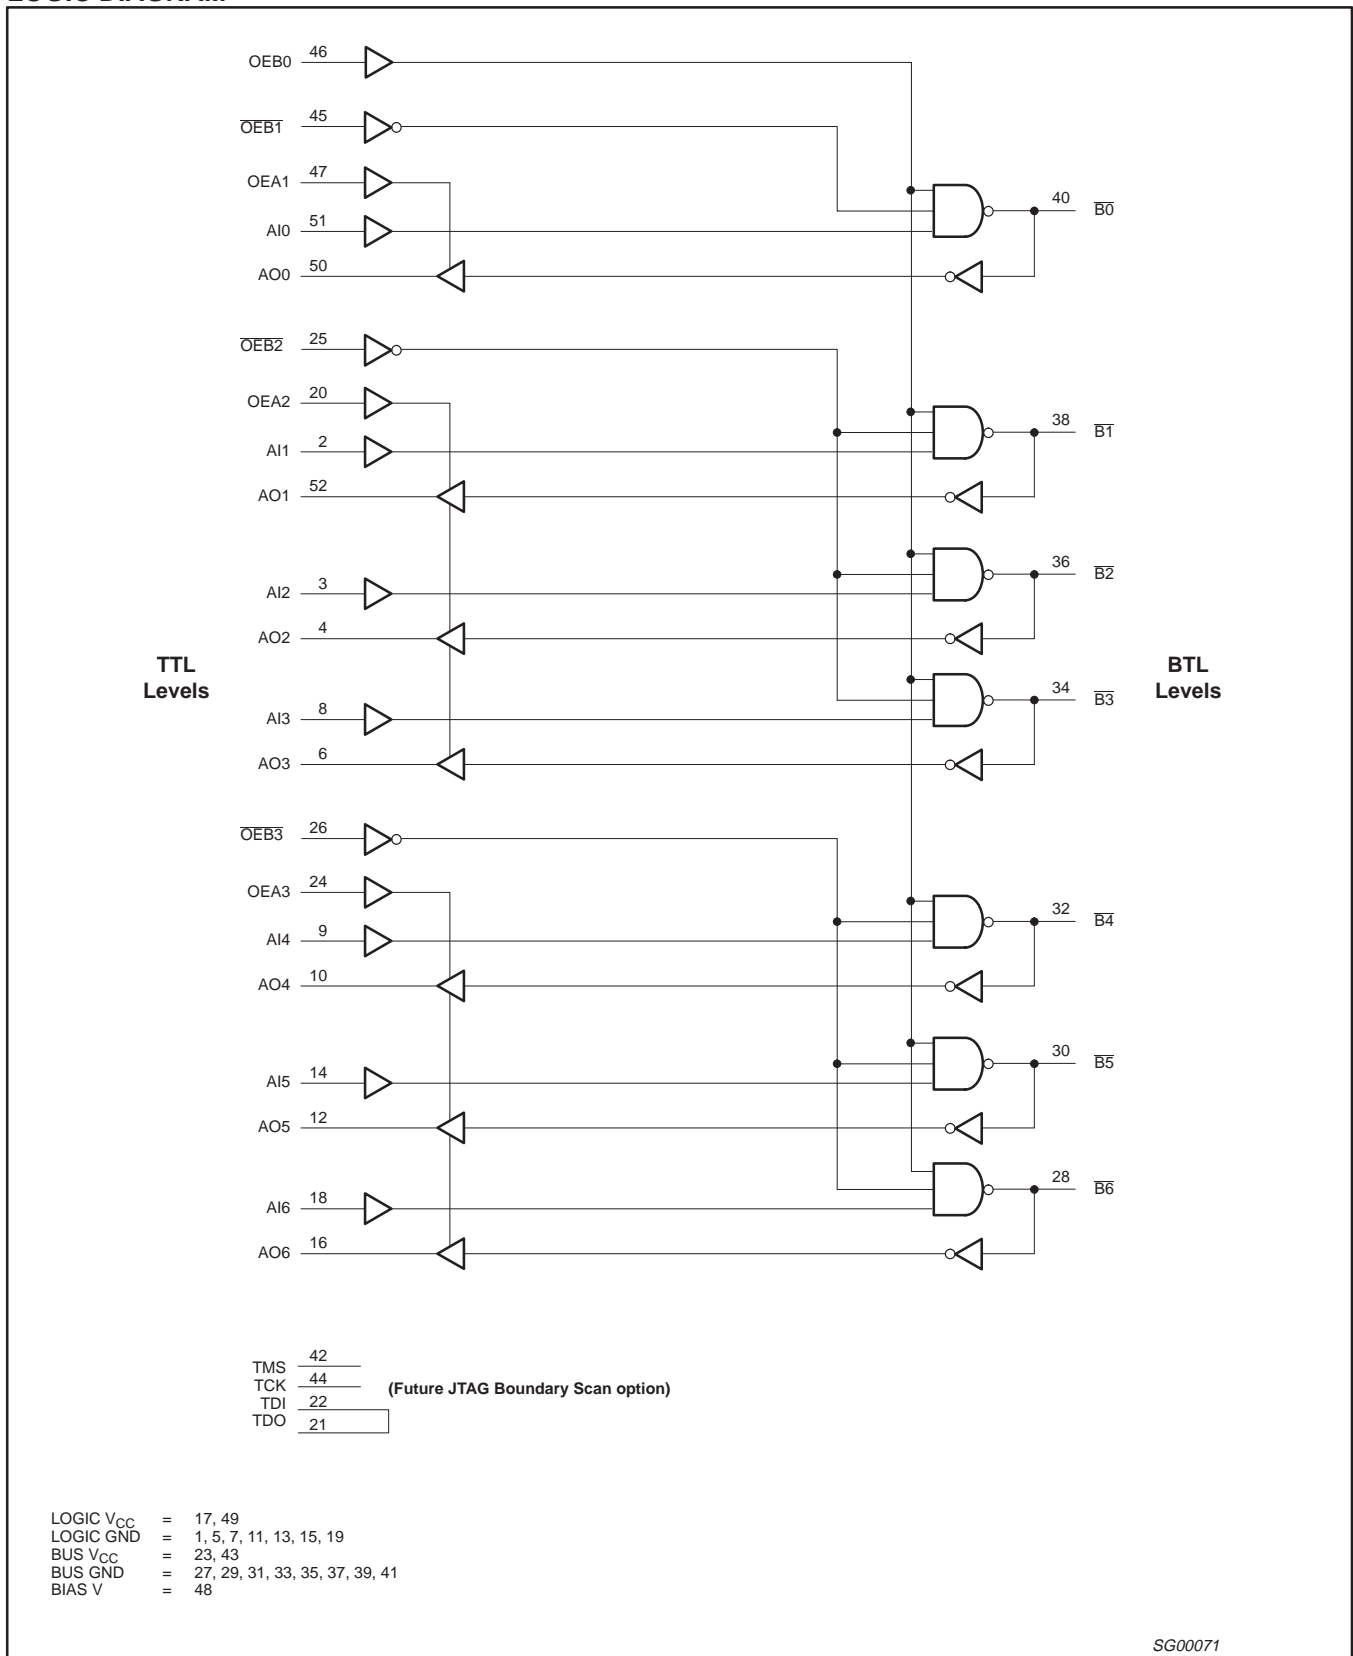 LOGIC DIAGRAM
OEB0 46
OEB1 45
OEA1 47
AI0 51
40 B0
AO0 50
OEB2 25
OEA2 20
AI1 2
38 B1
AO1 52
AI2 3
36 B2
AO2 4
TTL
Levels
BTL
Levels
AI3 8
34 B3
AO3 6
OEB3 26
OEA3 24
AI4 9
32 B4
AO4 10
AI5 14
30 B5
AO5 12
AI6 18
28 B6
AO6 16
TMS 42
TCK 44
(Future JTAG Boundary Scan option)
TDI 22
TDO 21
LOGIC VCC = 17, 49
LOGIC GND = 1, 5, 7, 11, 13, 15, 19
BUS VCC = 23, 43
BUS GND = 27, 29, 31, 33, 35, 37, 39, 41
BIAS V = 48
SG00071